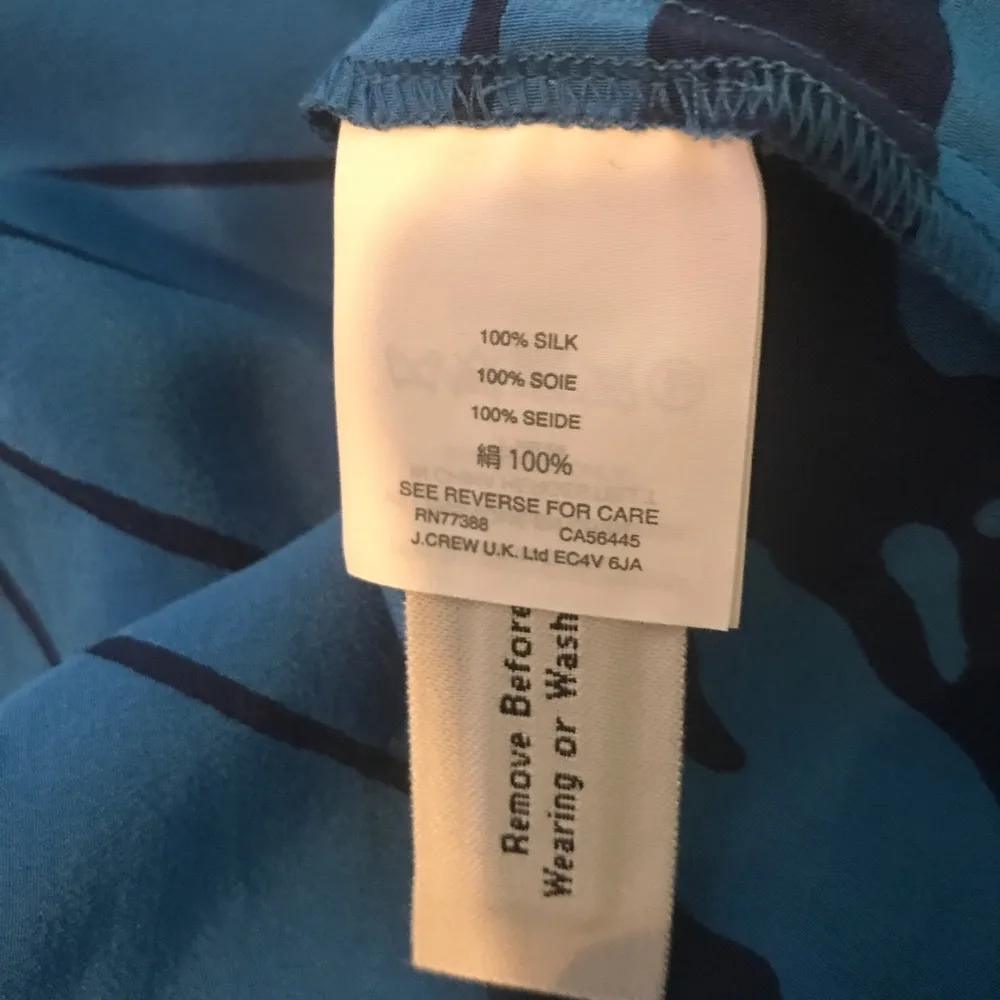 100% SILK
100% SOIE
100% SEIDE
絹 100%
SEE REVERSE FOR CARE
RN77388 CA56445
J.CREW U.K. Ltd EC4V 6JA
Remove Before
Wearing or Wash